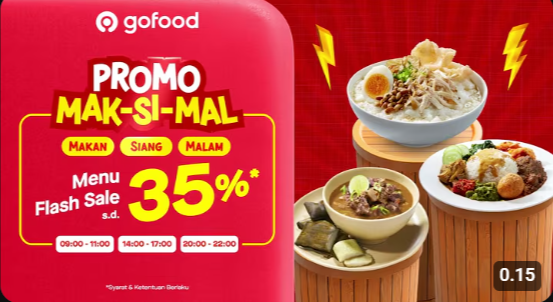 gofood
PROMO
MAK-SI-MAL
MAKAN SIANG MALAM
Menu
Flash Sale
s.d.
35%*
09:00 - 11:00 14:00 - 17:00 20:00 - 22:00
*Syarat & Ketentuan Berlaku
0.15